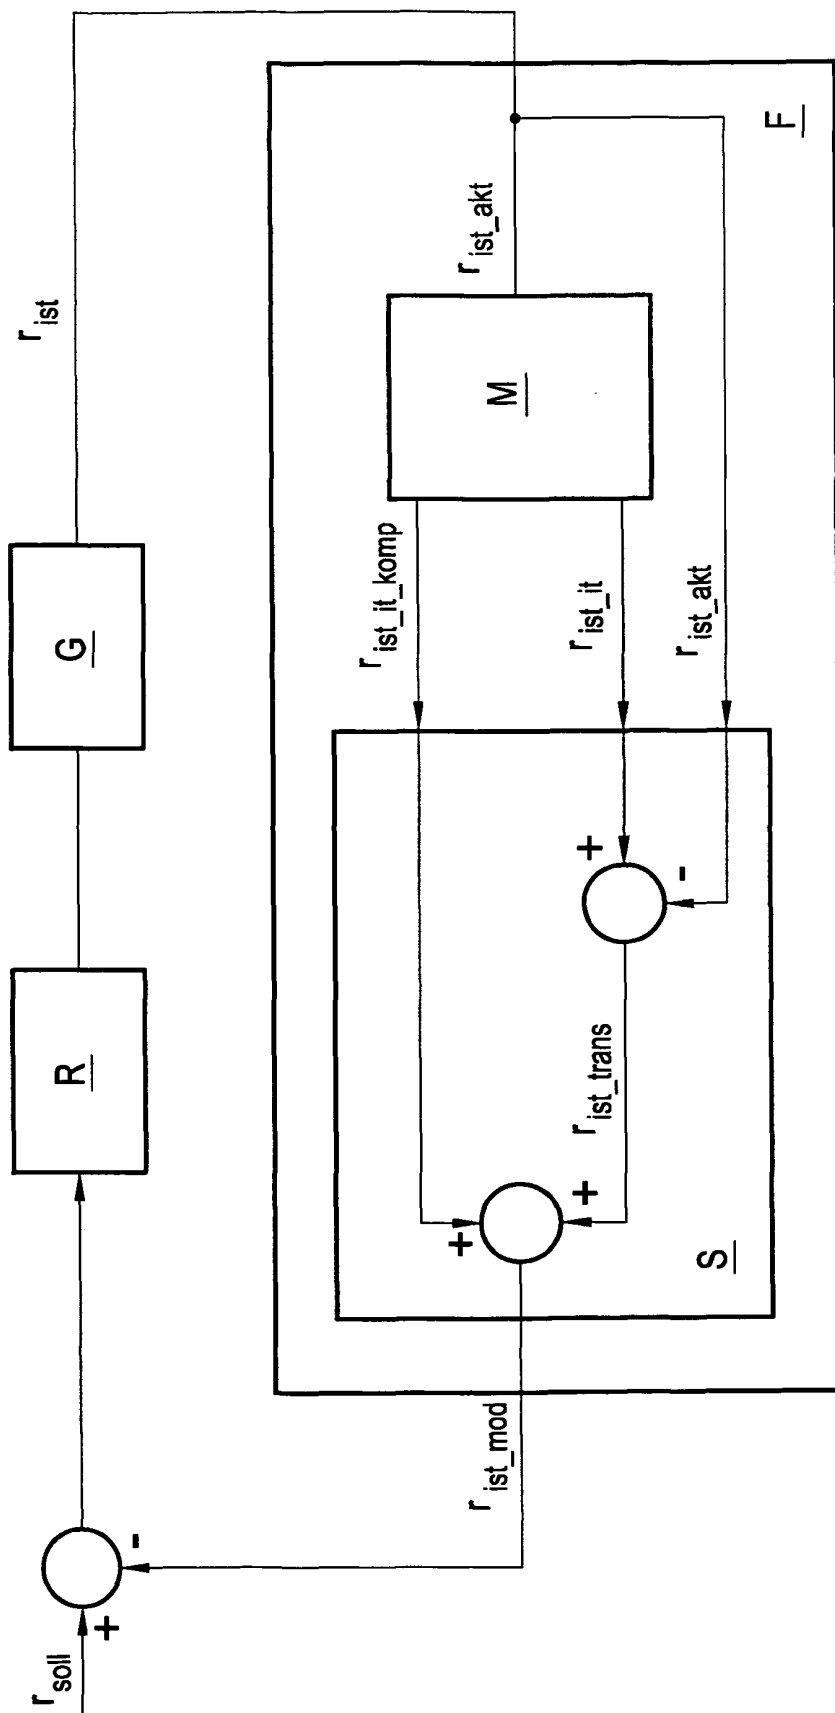 r_soll
+
-
R
G
r_ist
r_ist_mod
+
+
S
r_ist_trans
+
-
r_ist_it_komp
r_ist_it
r_ist_akt
M
r_ist_akt
F